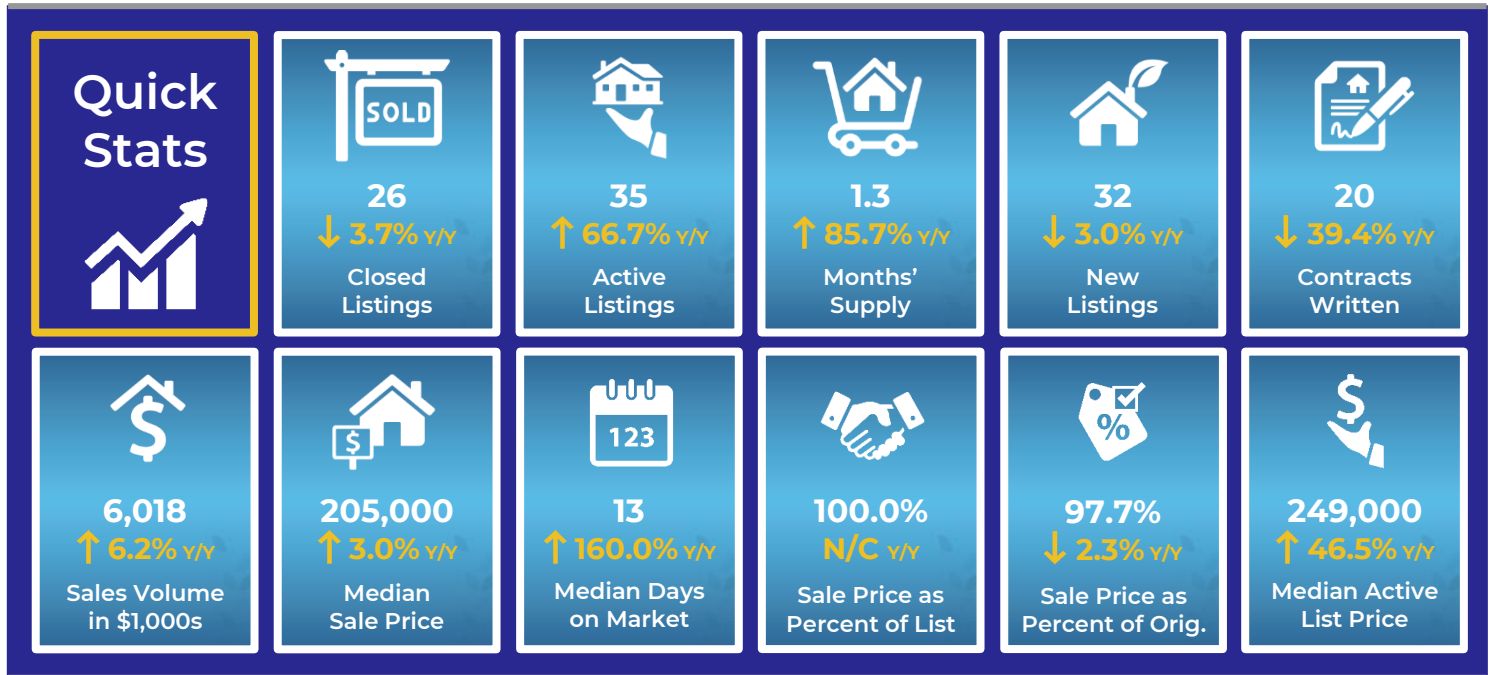 Quick
Stats
SOLD
26
↓ 3.7% Y/Y
Closed
Listings
35
↑ 66.7% Y/Y
Active
Listings
1.3
↑ 85.7% Y/Y
Months’
Supply
32
↓ 3.0% Y/Y
New
Listings
20
↓ 39.4% Y/Y
Contracts
Written
$
6,018
↑ 6.2% Y/Y
Sales Volume
in $1,000s
$
205,000
↑ 3.0% Y/Y
Median
Sale Price
123
13
↑ 160.0% Y/Y
Median Days
on Market
100.0%
N/C Y/Y
Sale Price as
Percent of List
%
97.7%
↓ 2.3% Y/Y
Sale Price as
Percent of Orig.
$
249,000
↑ 46.5% Y/Y
Median Active
List Price